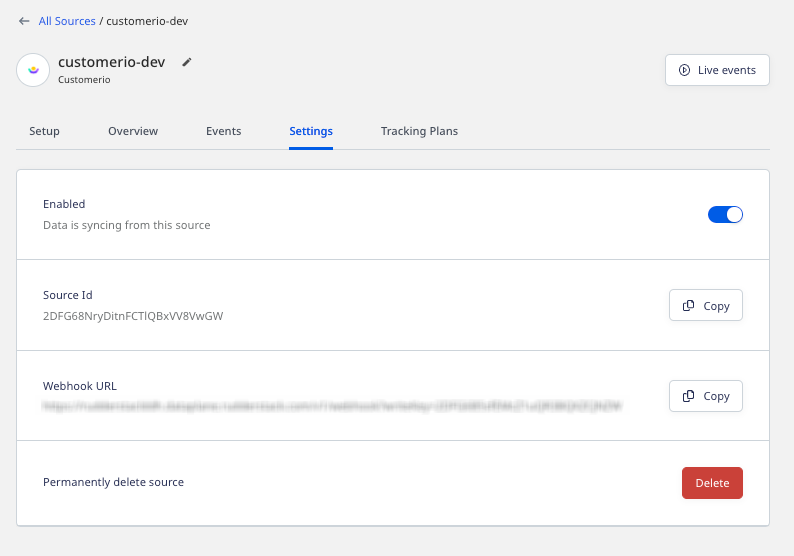 ← All Sources / customerio-dev
customerio-dev
Customerio
Live events
Setup Overview Events Settings Tracking Plans
Enabled
Data is syncing from this source
Source Id
2DFG68NryDitnFCTlQBxVV8VwGW
Copy
Webhook URL
Copy
Permanently delete source
Delete